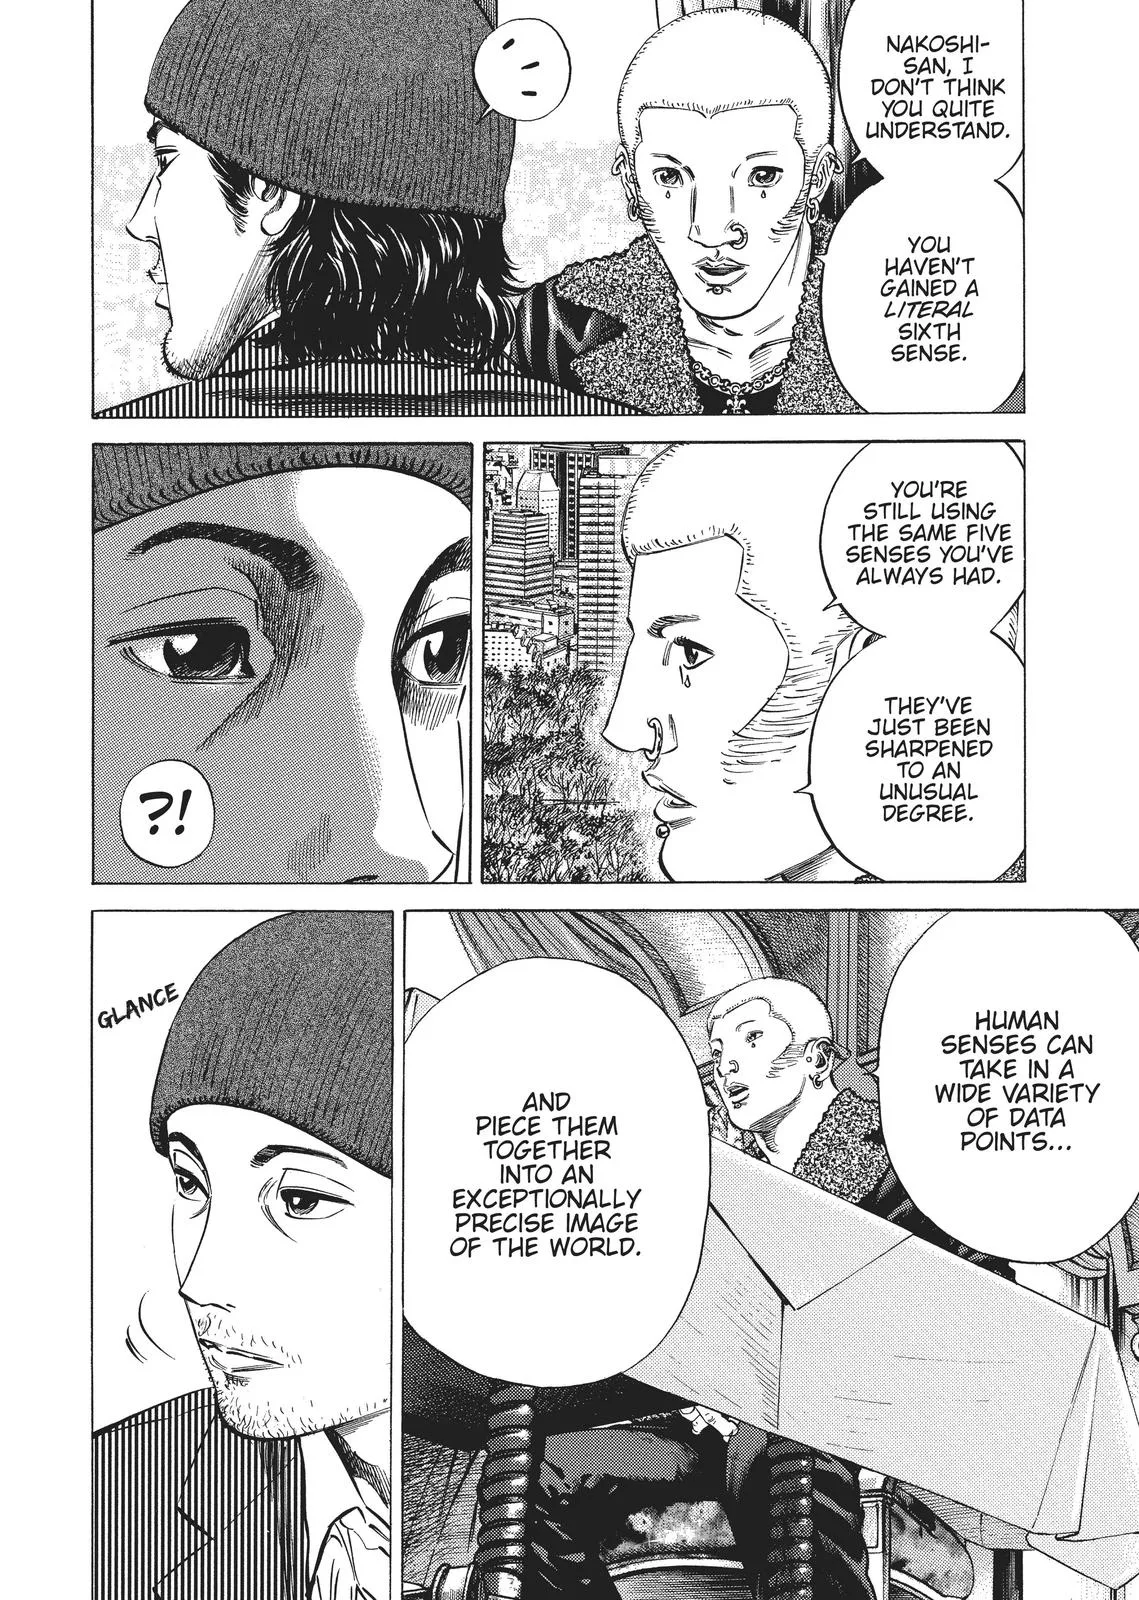 NAKOSHI-
SAN, I
DON'T THINK
YOU QUITE
UNDERSTAND.
YOU
HAVEN'T
GAINED A
LITERAL
SIXTH
SENSE.
YOU'RE
STILL USING
THE SAME FIVE
SENSES YOU'VE
ALWAYS HAD.
THEY'VE
JUST BEEN
SHARPENED
TO AN
UNUSUAL
DEGREE.
?!
HUMAN
SENSES CAN
TAKE IN A
WIDE VARIETY
OF DATA
POINTS...
AND
PIECE THEM
TOGETHER
INTO AN
EXCEPTIONALLY
PRECISE IMAGE
OF THE WORLD.
GLANCE